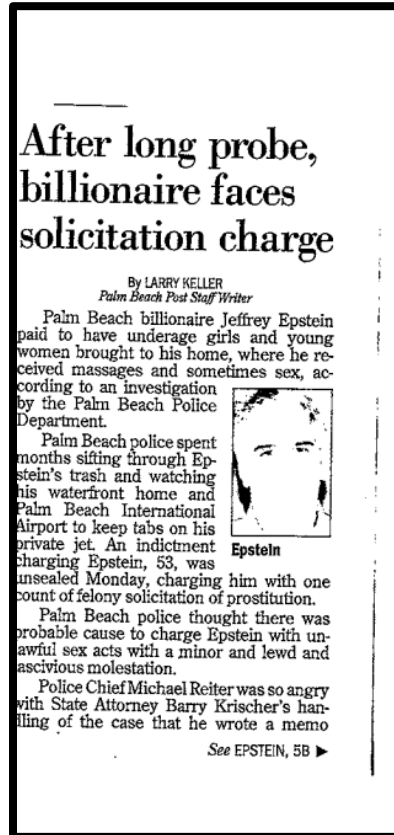 After long probe,
billionaire faces
solicitation charge
By LARRY KELLER
Palm Beach Post Staff Writer
Palm Beach billionaire Jeffrey Epstein
paid to have underage girls and young
women brought to his home, where he re-
ceived massages and sometimes sex, ac-
cording to an investigation
by the Palm Beach Police
Department.
Palm Beach police spent
months sifting through Ep-
stein's trash and watching
his waterfront home and
Palm Beach International
Airport to keep tabs on his
private jet. An indictment
charging Epstein, 53, was
unsealed Monday, charging him with one
count of felony solicitation of prostitution.
Palm Beach police thought there was
probable cause to charge Epstein with un-
awful sex acts with a minor and lewd and
ascivious molestation.
Police Chief Michael Reiter was so angry
with State Attorney Barry Krischer's han-
lling of the case that he wrote a memo
See EPSTEIN, 5B ▶
Epstein